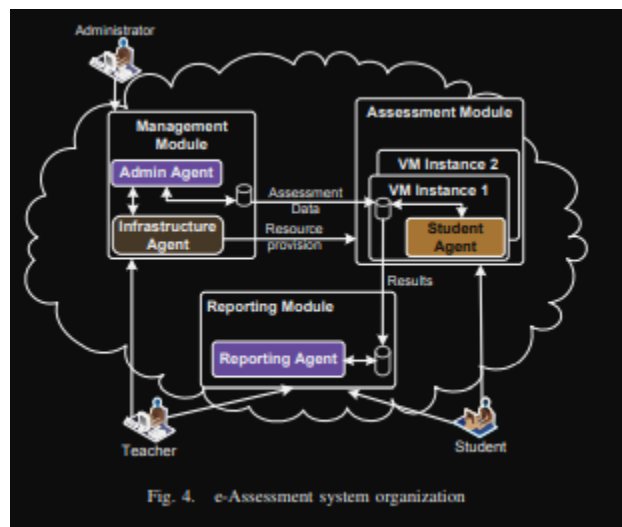 Administrator
Management
Module
Admin Agent
Infrastructure
Agent
Assessment
Data
Resource
provision
Assessment Module
VM Instance 2
VM Instance 1
Student
Agent
Results
Reporting Module
Reporting Agent
Teacher
Student
Fig. 4. e-Assessment system organization